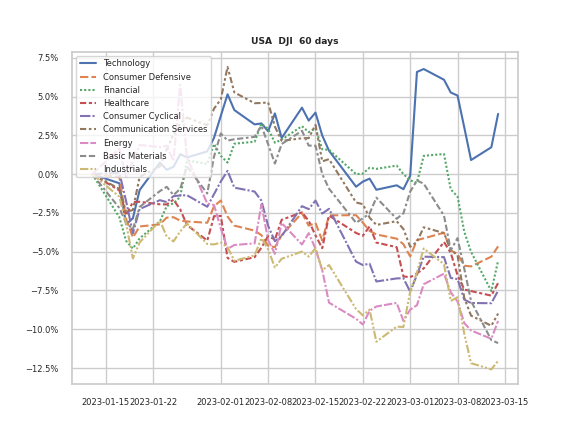 USA DJI 60 days
7.5%
5.0%
2.5%
0.0%
−2.5%
−5.0%
−7.5%
−10.0%
−12.5%
Technology
Consumer Defensive
Financial
Healthcare
Consumer Cyclical
Communication Services
Energy
Basic Materials
Industrials
2023-01-15 2023-01-22 2023-02-01 2023-02-08 2023-02-15 2023-02-22 2023-03-01 2023-03-08 2023-03-15